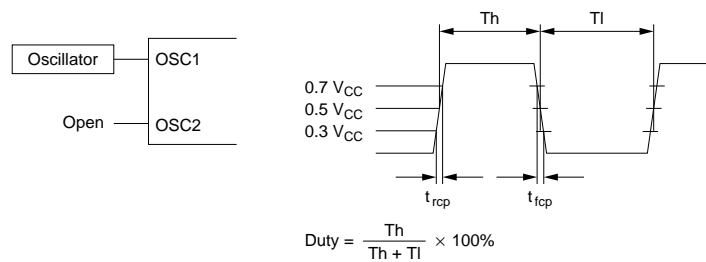 Th Tl
Oscillator OSC1
Open OSC2
0.7 VCC
0.5 VCC
0.3 VCC
trcp tfcp
Duty = Th / Th + Tl × 100%